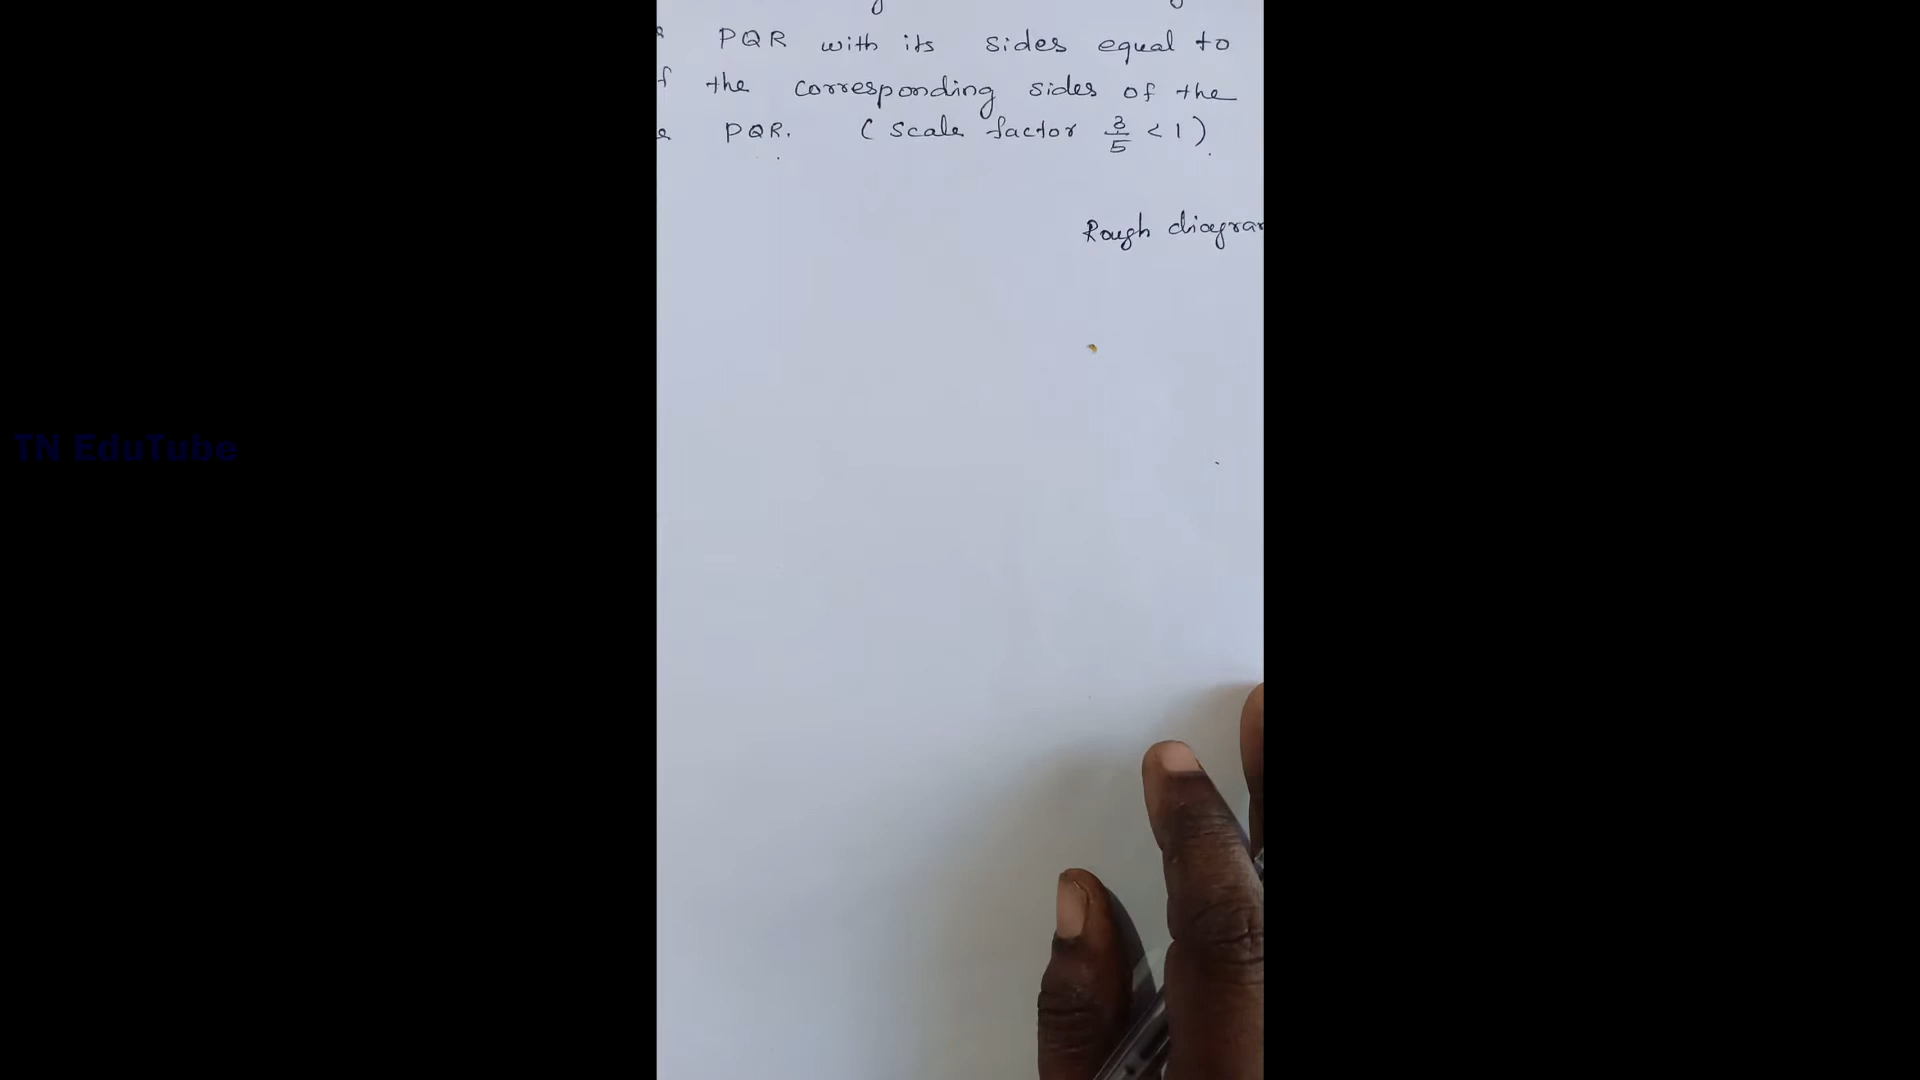 PQR with its sides equal to
f the corresponding sides of the
PQR. ( Scale factor 3/5 < 1 )
Rough diagram
TN EduTube